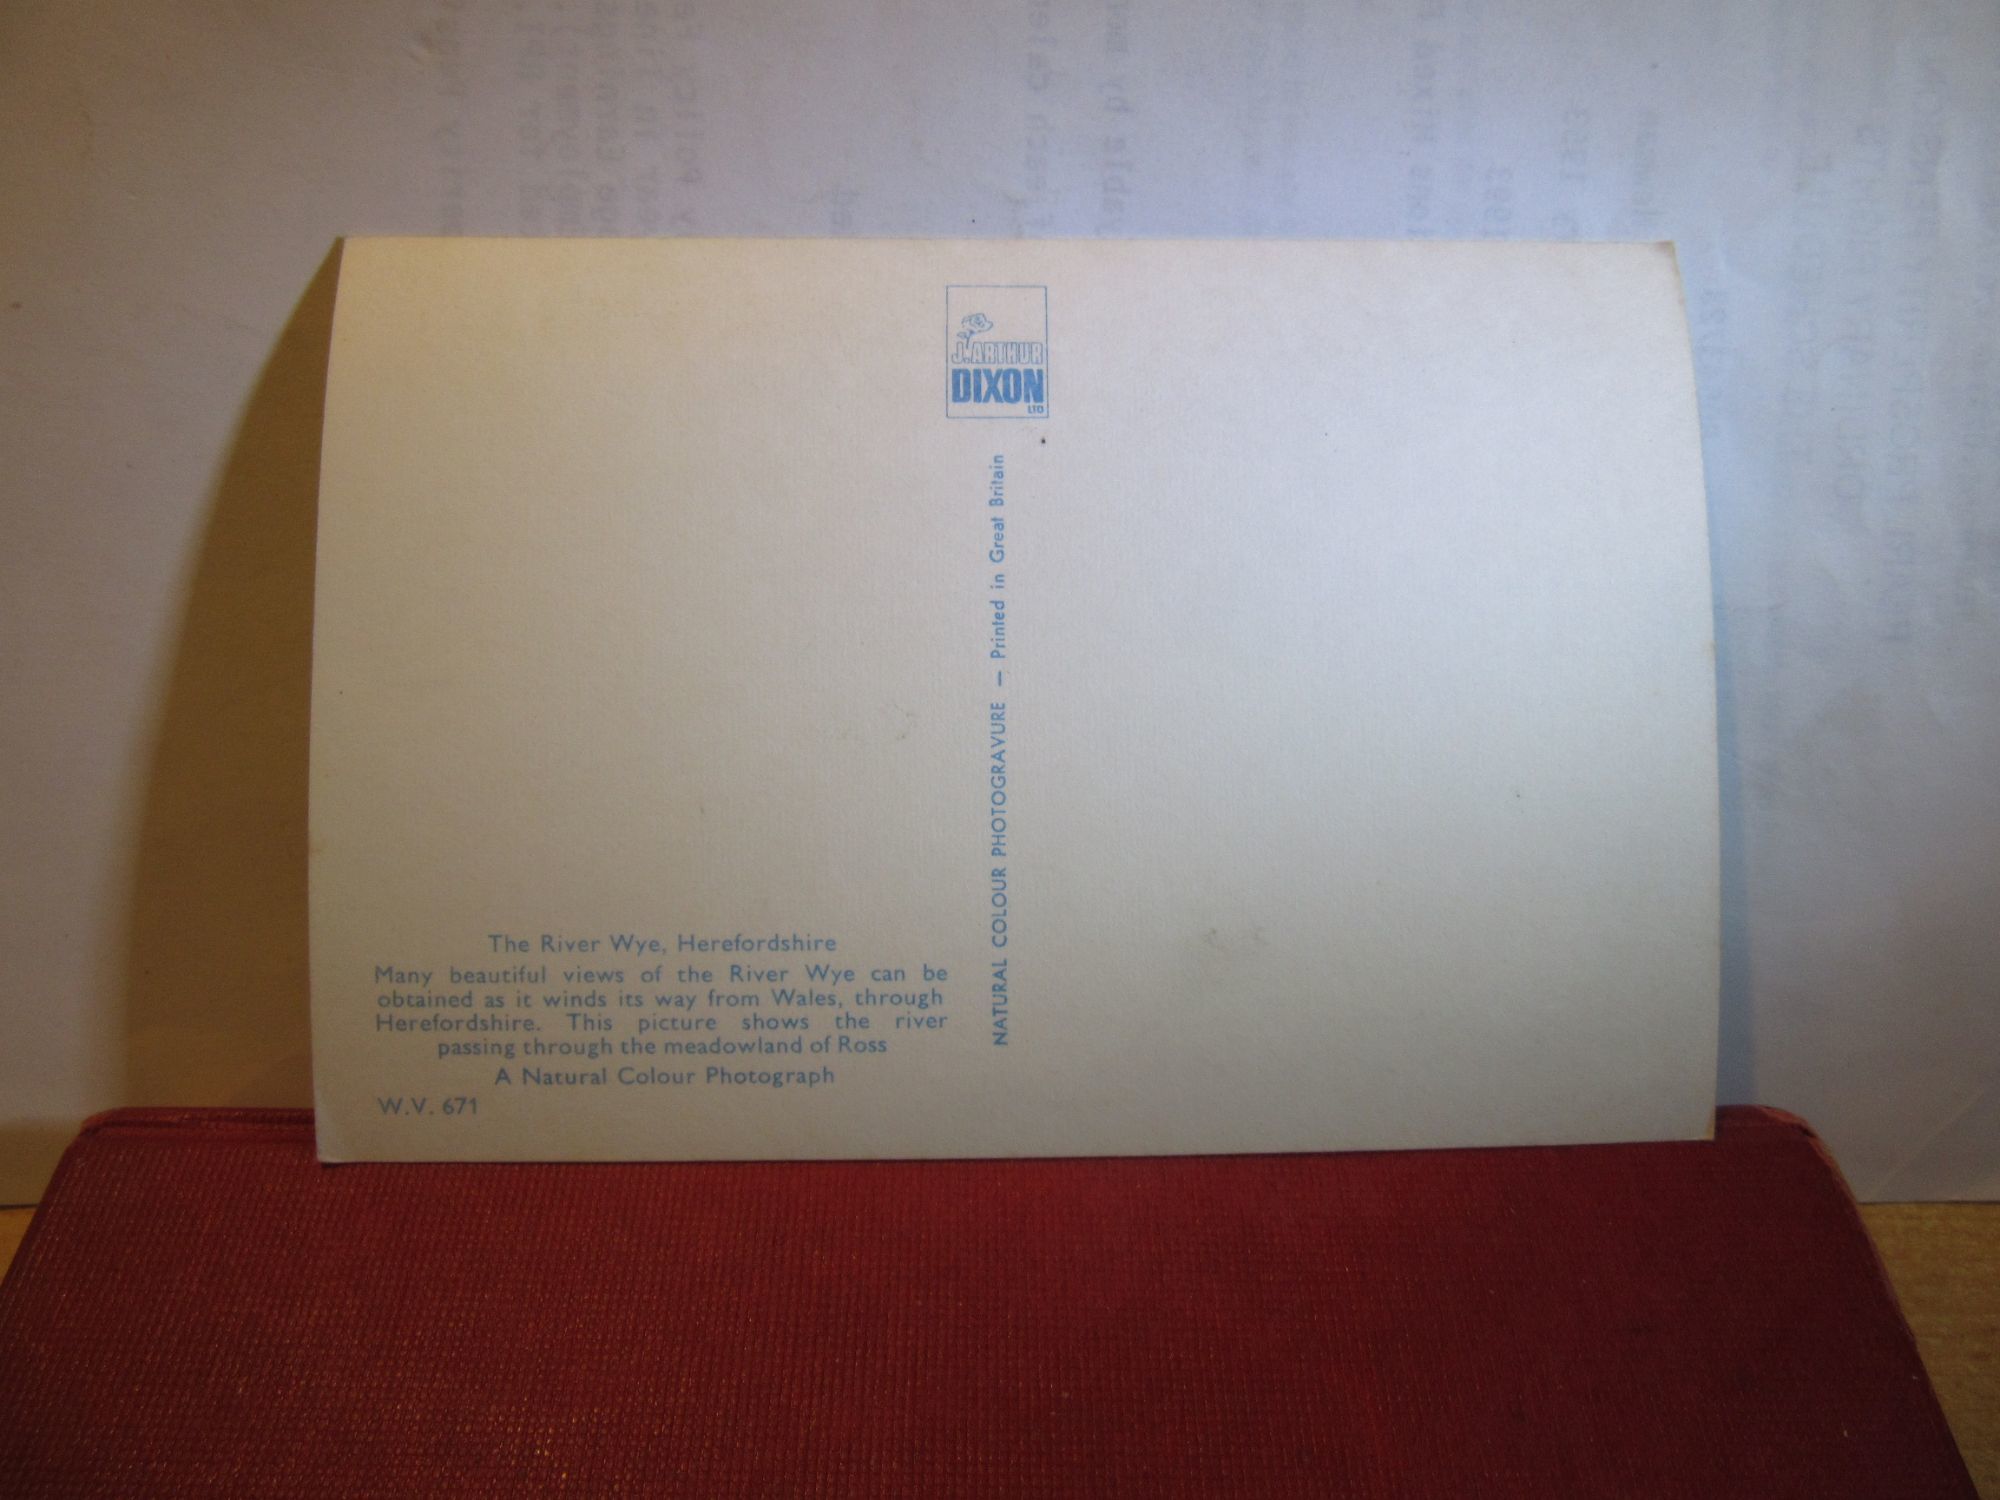 J. ARTHUR
DIXON
LTD
NATURAL COLOUR PHOTOGRAVURE — Printed in Great Britain
The River Wye, Herefordshire
Many beautiful views of the River Wye can be
obtained as it winds its way from Wales, through
Herefordshire. This picture shows the river
passing through the meadowland of Ross
A Natural Colour Photograph
W.V. 671